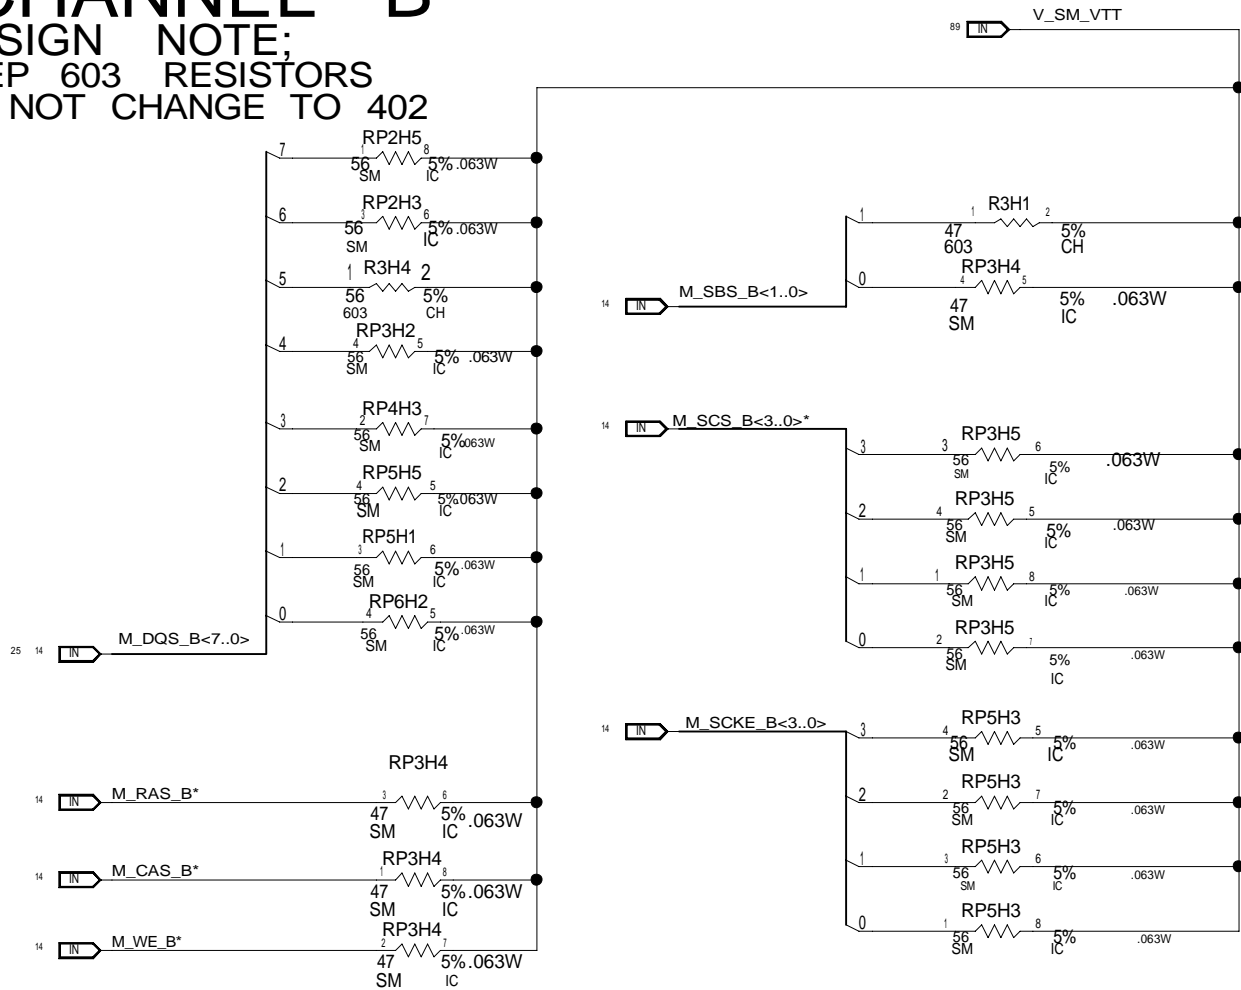 CHANNEL B
SIGN NOTE;
EP 603 RESISTORS
NOT CHANGE TO 402
89 IN V_SM_VTT
7 RP2H5 1 8 56 5% .063W SM IC
6 RP2H3 3 6 56 5% .063W SM IC
5 R3H4 1 2 56 5% 603 CH
4 RP3H2 4 5 56 5% .063W SM IC
3 RP4H3 2 7 56 5% .063W SM IC
2 RP5H5 4 5 56 5% .063W SM IC
1 RP5H1 3 6 56 5% .063W SM IC
0 RP6H2 4 5 56 5% .063W SM IC
25 14 IN M_DQS_B<7..0>
14 IN M_RAS_B* RP3H4 3 6 47 5% .063W SM IC
14 IN M_CAS_B* RP3H4 1 8 47 5% .063W SM IC
14 IN M_WE_B* RP3H4 2 7 47 5% .063W SM IC
1 R3H1 1 2 47 5% 603 CH
0 RP3H4 4 5 47 5% .063W SM IC
14 IN M_SBS_B<1..0>
14 IN M_SCS_B<3..0>*
3 RP3H5 3 6 56 5% .063W SM IC
2 RP3H5 4 5 56 5% .063W SM IC
1 RP3H5 1 8 56 5% .063W SM IC
0 RP3H5 2 7 56 5% .063W SM IC
14 IN M_SCKE_B<3..0>
3 RP5H3 4 5 56 5% .063W SM IC
2 RP5H3 2 7 56 5% .063W SM IC
1 RP5H3 3 6 56 5% .063W SM IC
0 RP5H3 1 8 56 5% .063W SM IC